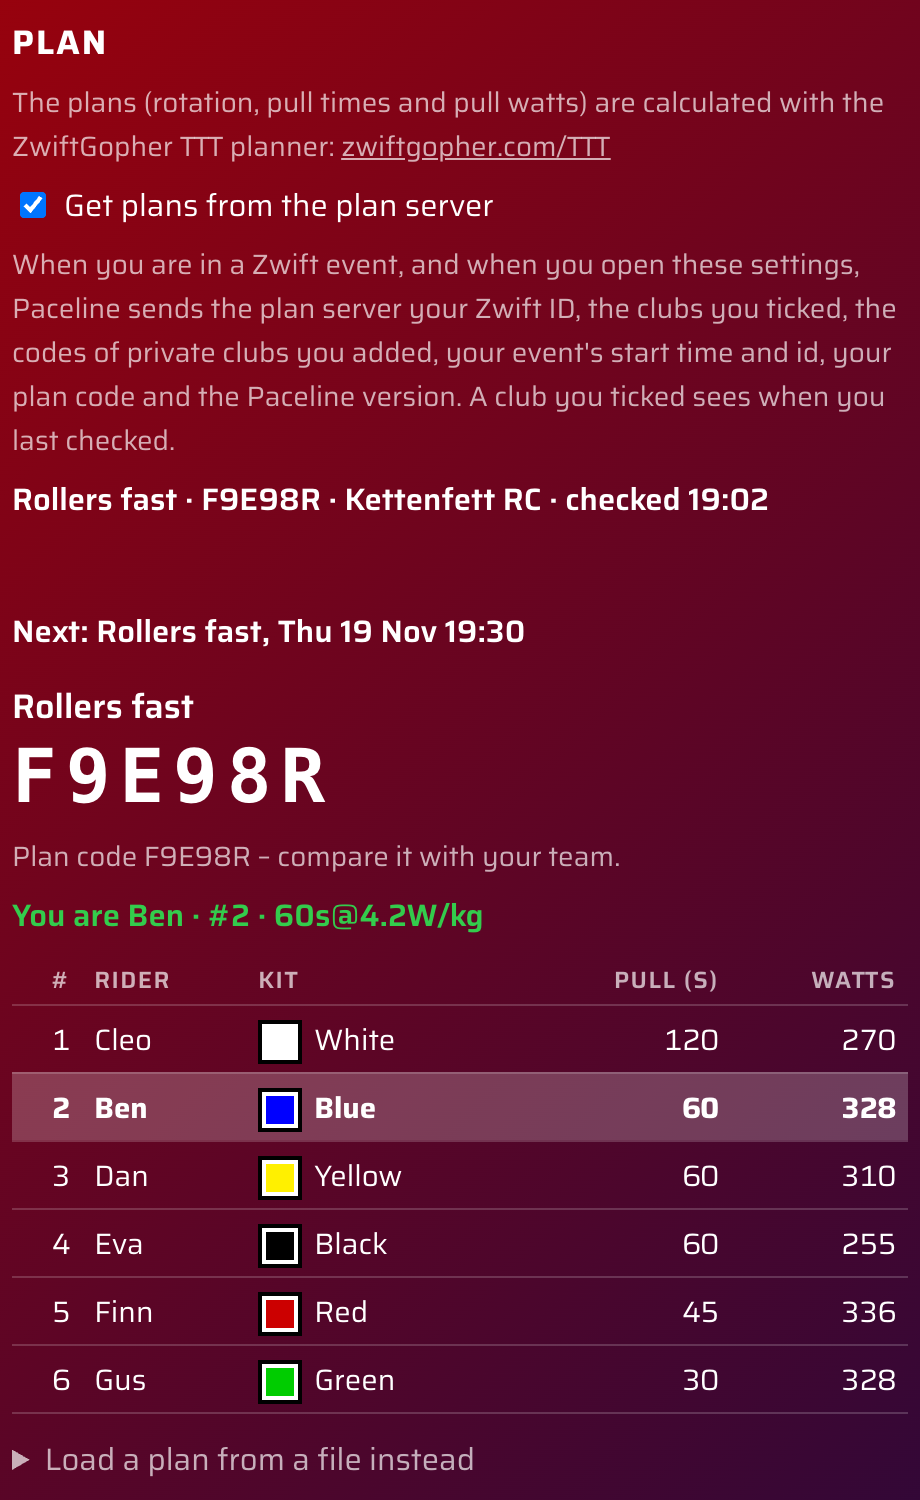 PLAN
The plans (rotation, pull times and pull watts) are calculated with the
ZwiftGopher TTT planner: zwiftgopher.com/TTT
Get plans from the plan server
When you are in a Zwift event, and when you open these settings,
Paceline sends the plan server your Zwift ID, the clubs you ticked, the
codes of private clubs you added, your event's start time and id, your
plan code and the Paceline version. A club you ticked sees when you
last checked.
Rollers fast · F9E98R · Kettenfett RC · checked 19:02
Next: Rollers fast, Thu 19 Nov 19:30
Rollers fast
F9E98R
Plan code F9E98R – compare it with your team.
You are Ben · #2 · 60s@4.2W/kg
# RIDER KIT PULL (S) WATTS
1 Cleo White 120 270
2 Ben Blue 60 328
3 Dan Yellow 60 310
4 Eva Black 60 255
5 Finn Red 45 336
6 Gus Green 30 328
Load a plan from a file instead